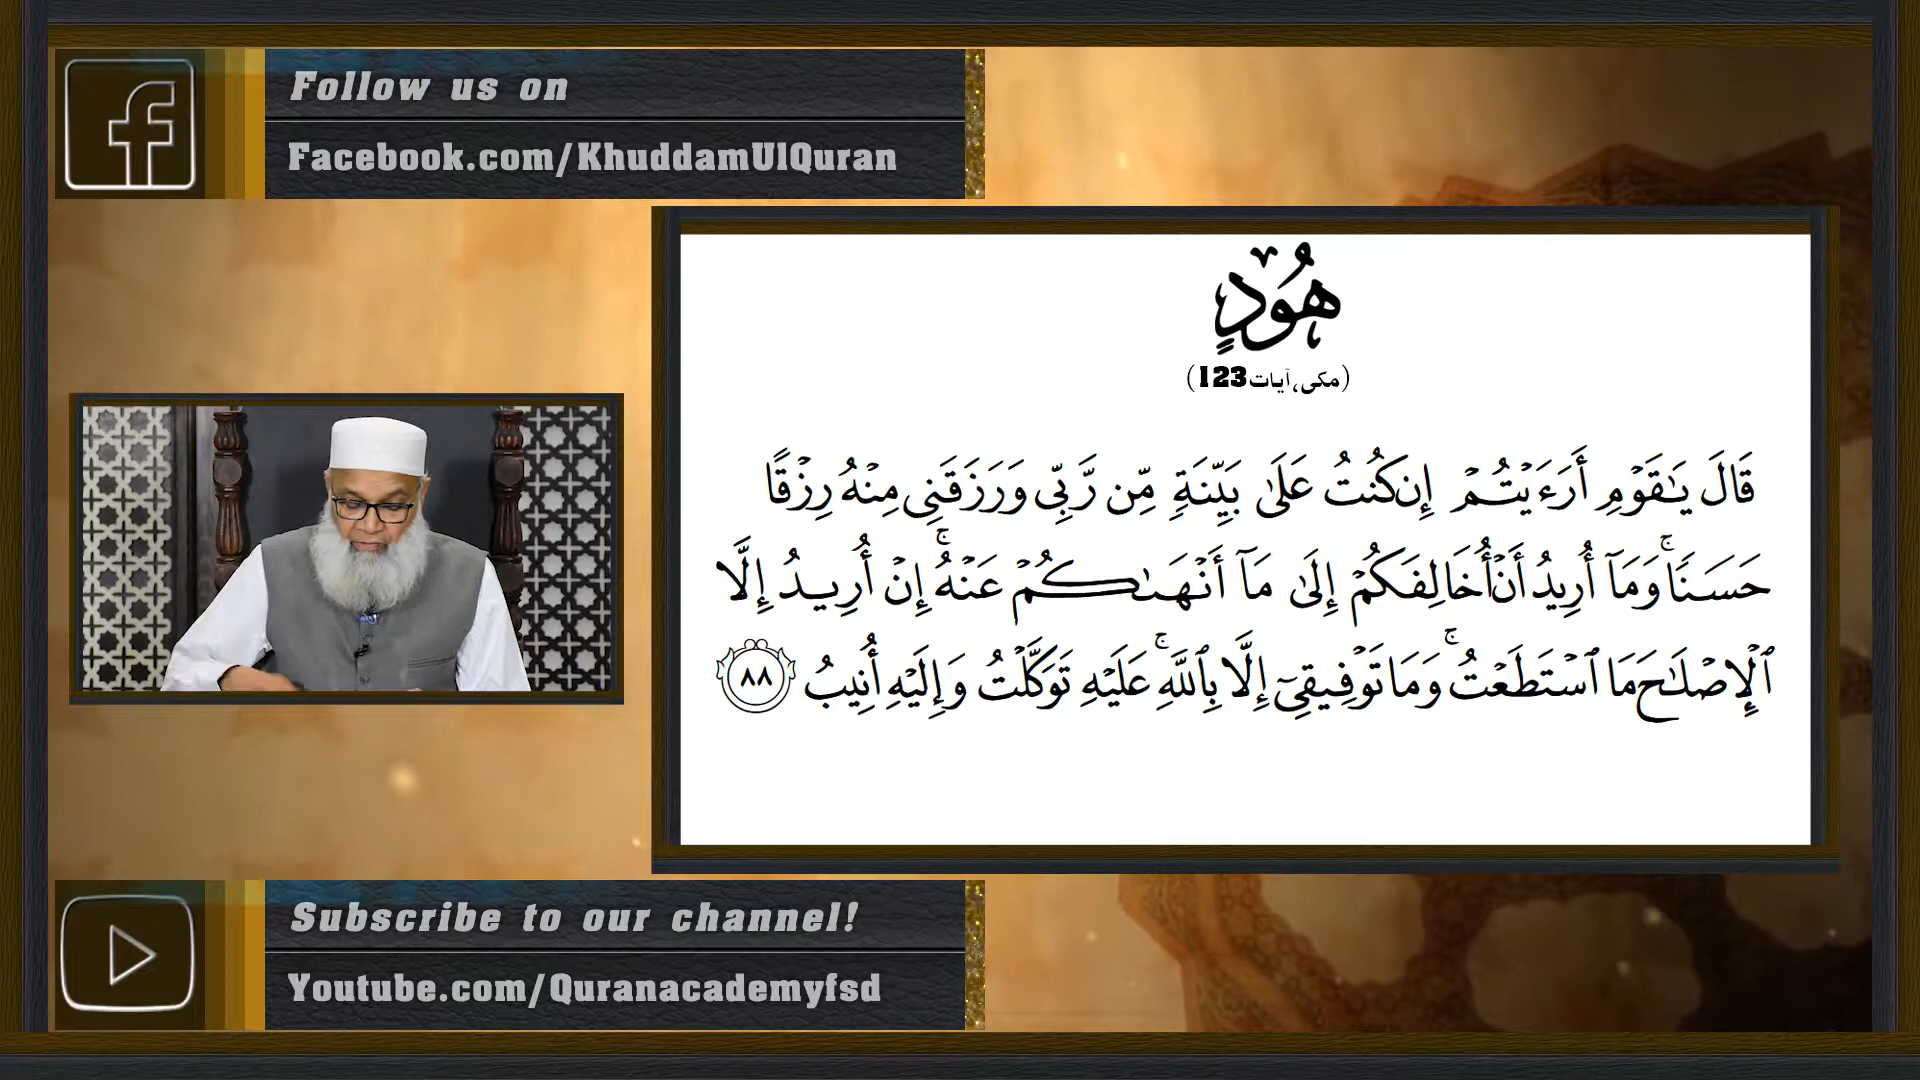 Follow us on
Facebook.com/KhuddamUlQuran
هُوۡدٍ
(مکی، آیات 123)
قَالَ يَـٰقَوۡمِ أَرَءَيۡتُمۡ إِن كُنتُ عَلَىٰ بَيِّنَةٖ مِّن رَّبِّي وَرَزَقَنِي مِنۡهُ رِزۡقًا
حَسَنٗاۚ وَمَآ أُرِيدُ أَنۡ أُخَالِفَكُمۡ إِلَىٰ مَآ أَنۡهَىٰكُمۡ عَنۡهُۚ إِنۡ أُرِيدُ إِلَّا
ٱلۡإِصۡلَٰحَ مَا ٱسۡتَطَعۡتُۚ وَمَا تَوۡفِيقِيٓ إِلَّا بِٱللَّهِۚ عَلَيۡهِ تَوَكَّلۡتُ وَإِلَيۡهِ أُنِيبُ ٨٨
Subscribe to our channel!
Youtube.com/Quranacademyfsd